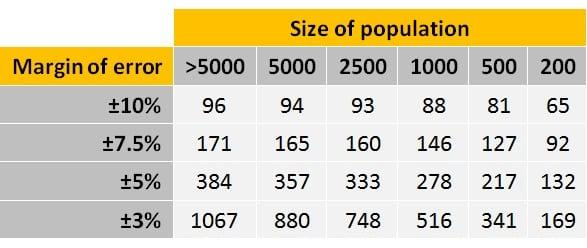 Size of population
Margin of error >5000 5000 2500 1000 500 200
±10% 96 94 93 88 81 65
±7.5% 171 165 160 146 127 92
±5% 384 357 333 278 217 132
±3% 1067 880 748 516 341 169